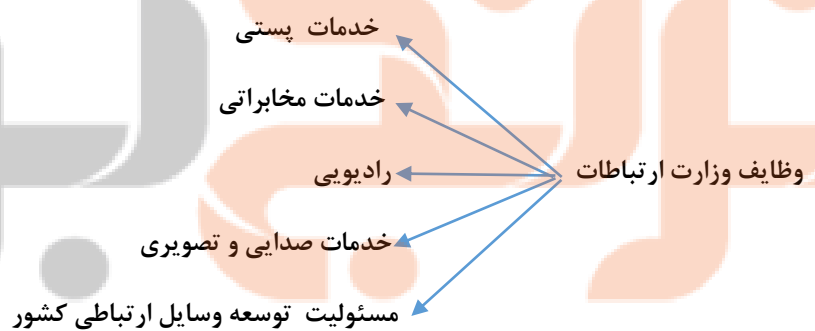 خدمات پستی
خدمات مخابراتی
وظایف وزارت ارتباطات
رادیویی
خدمات صدایی و تصویری
مسئولیت توسعه وسایل ارتباطی کشور